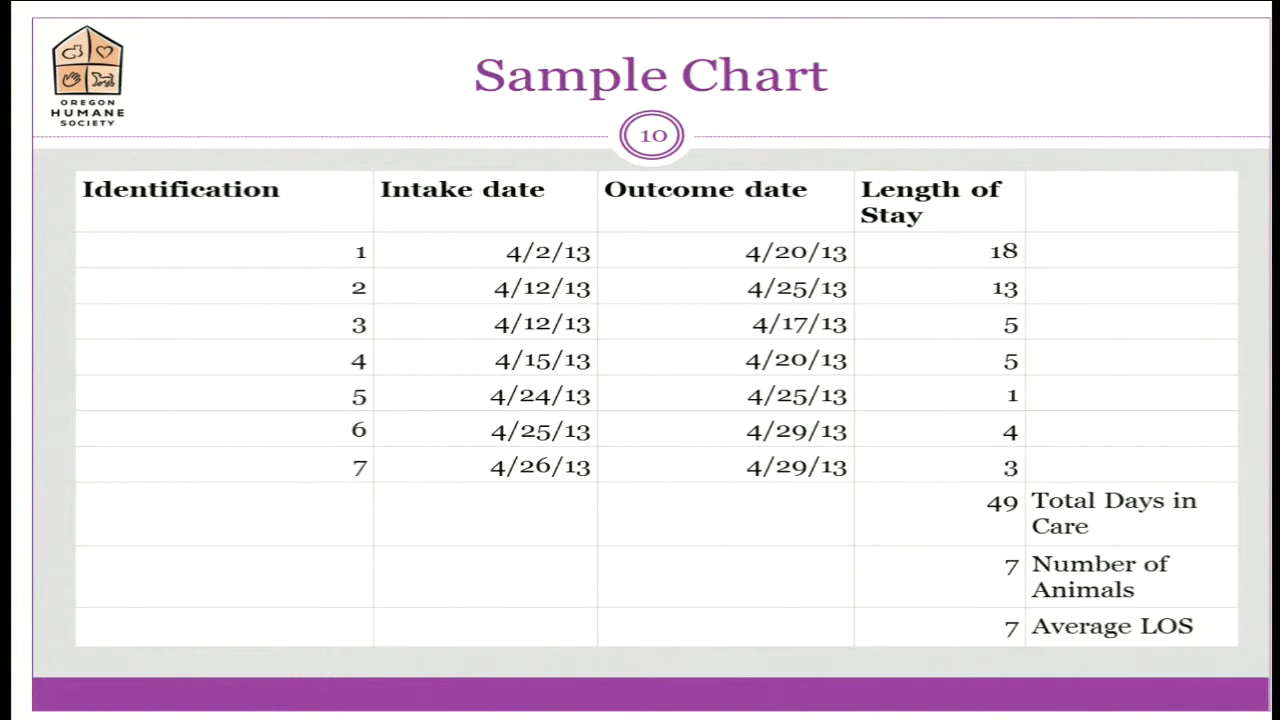 OREGON
HUMANE
SOCIETY
Sample Chart
10
Identification Intake date Outcome date Length of Stay
1 4/2/13 4/20/13 18
2 4/12/13 4/25/13 13
3 4/12/13 4/17/13 5
4 4/15/13 4/20/13 5
5 4/24/13 4/25/13 1
6 4/25/13 4/29/13 4
7 4/26/13 4/29/13 3
49 Total Days in
Care
7 Number of
Animals
7 Average LOS